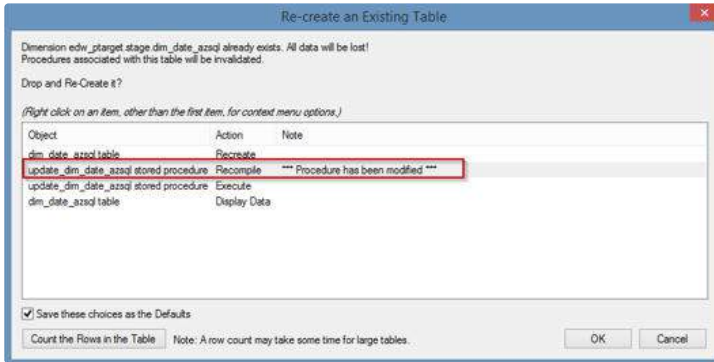 Re-create an Existing Table
Dimension edw_ptarget.stage.dim_date_azsql already exists. All data will be lost!
Procedures associated with this table will be invalidated.
Drop and Re-Create it?
(Right click on an item, other than the first item, for context menu options.)
Object Action Note
dim_date_azsql table Recreate
update_dim_date_azsql stored procedure Recompile *** Procedure has been modified ***
update_dim_date_azsql stored procedure Execute
dim_date_azsql table Display Data
Save these choices as the Defaults
Count the Rows in the Table Note: A row count may take some time for large tables. OK Cancel